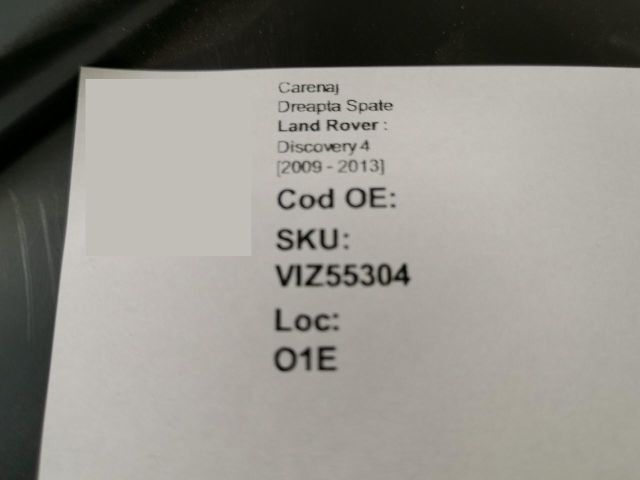 Carenaj
Dreapta Spate
Land Rover :
Discovery 4
[2009 - 2013]
Cod OE:
SKU:
VIZ55304
Loc:
O1E